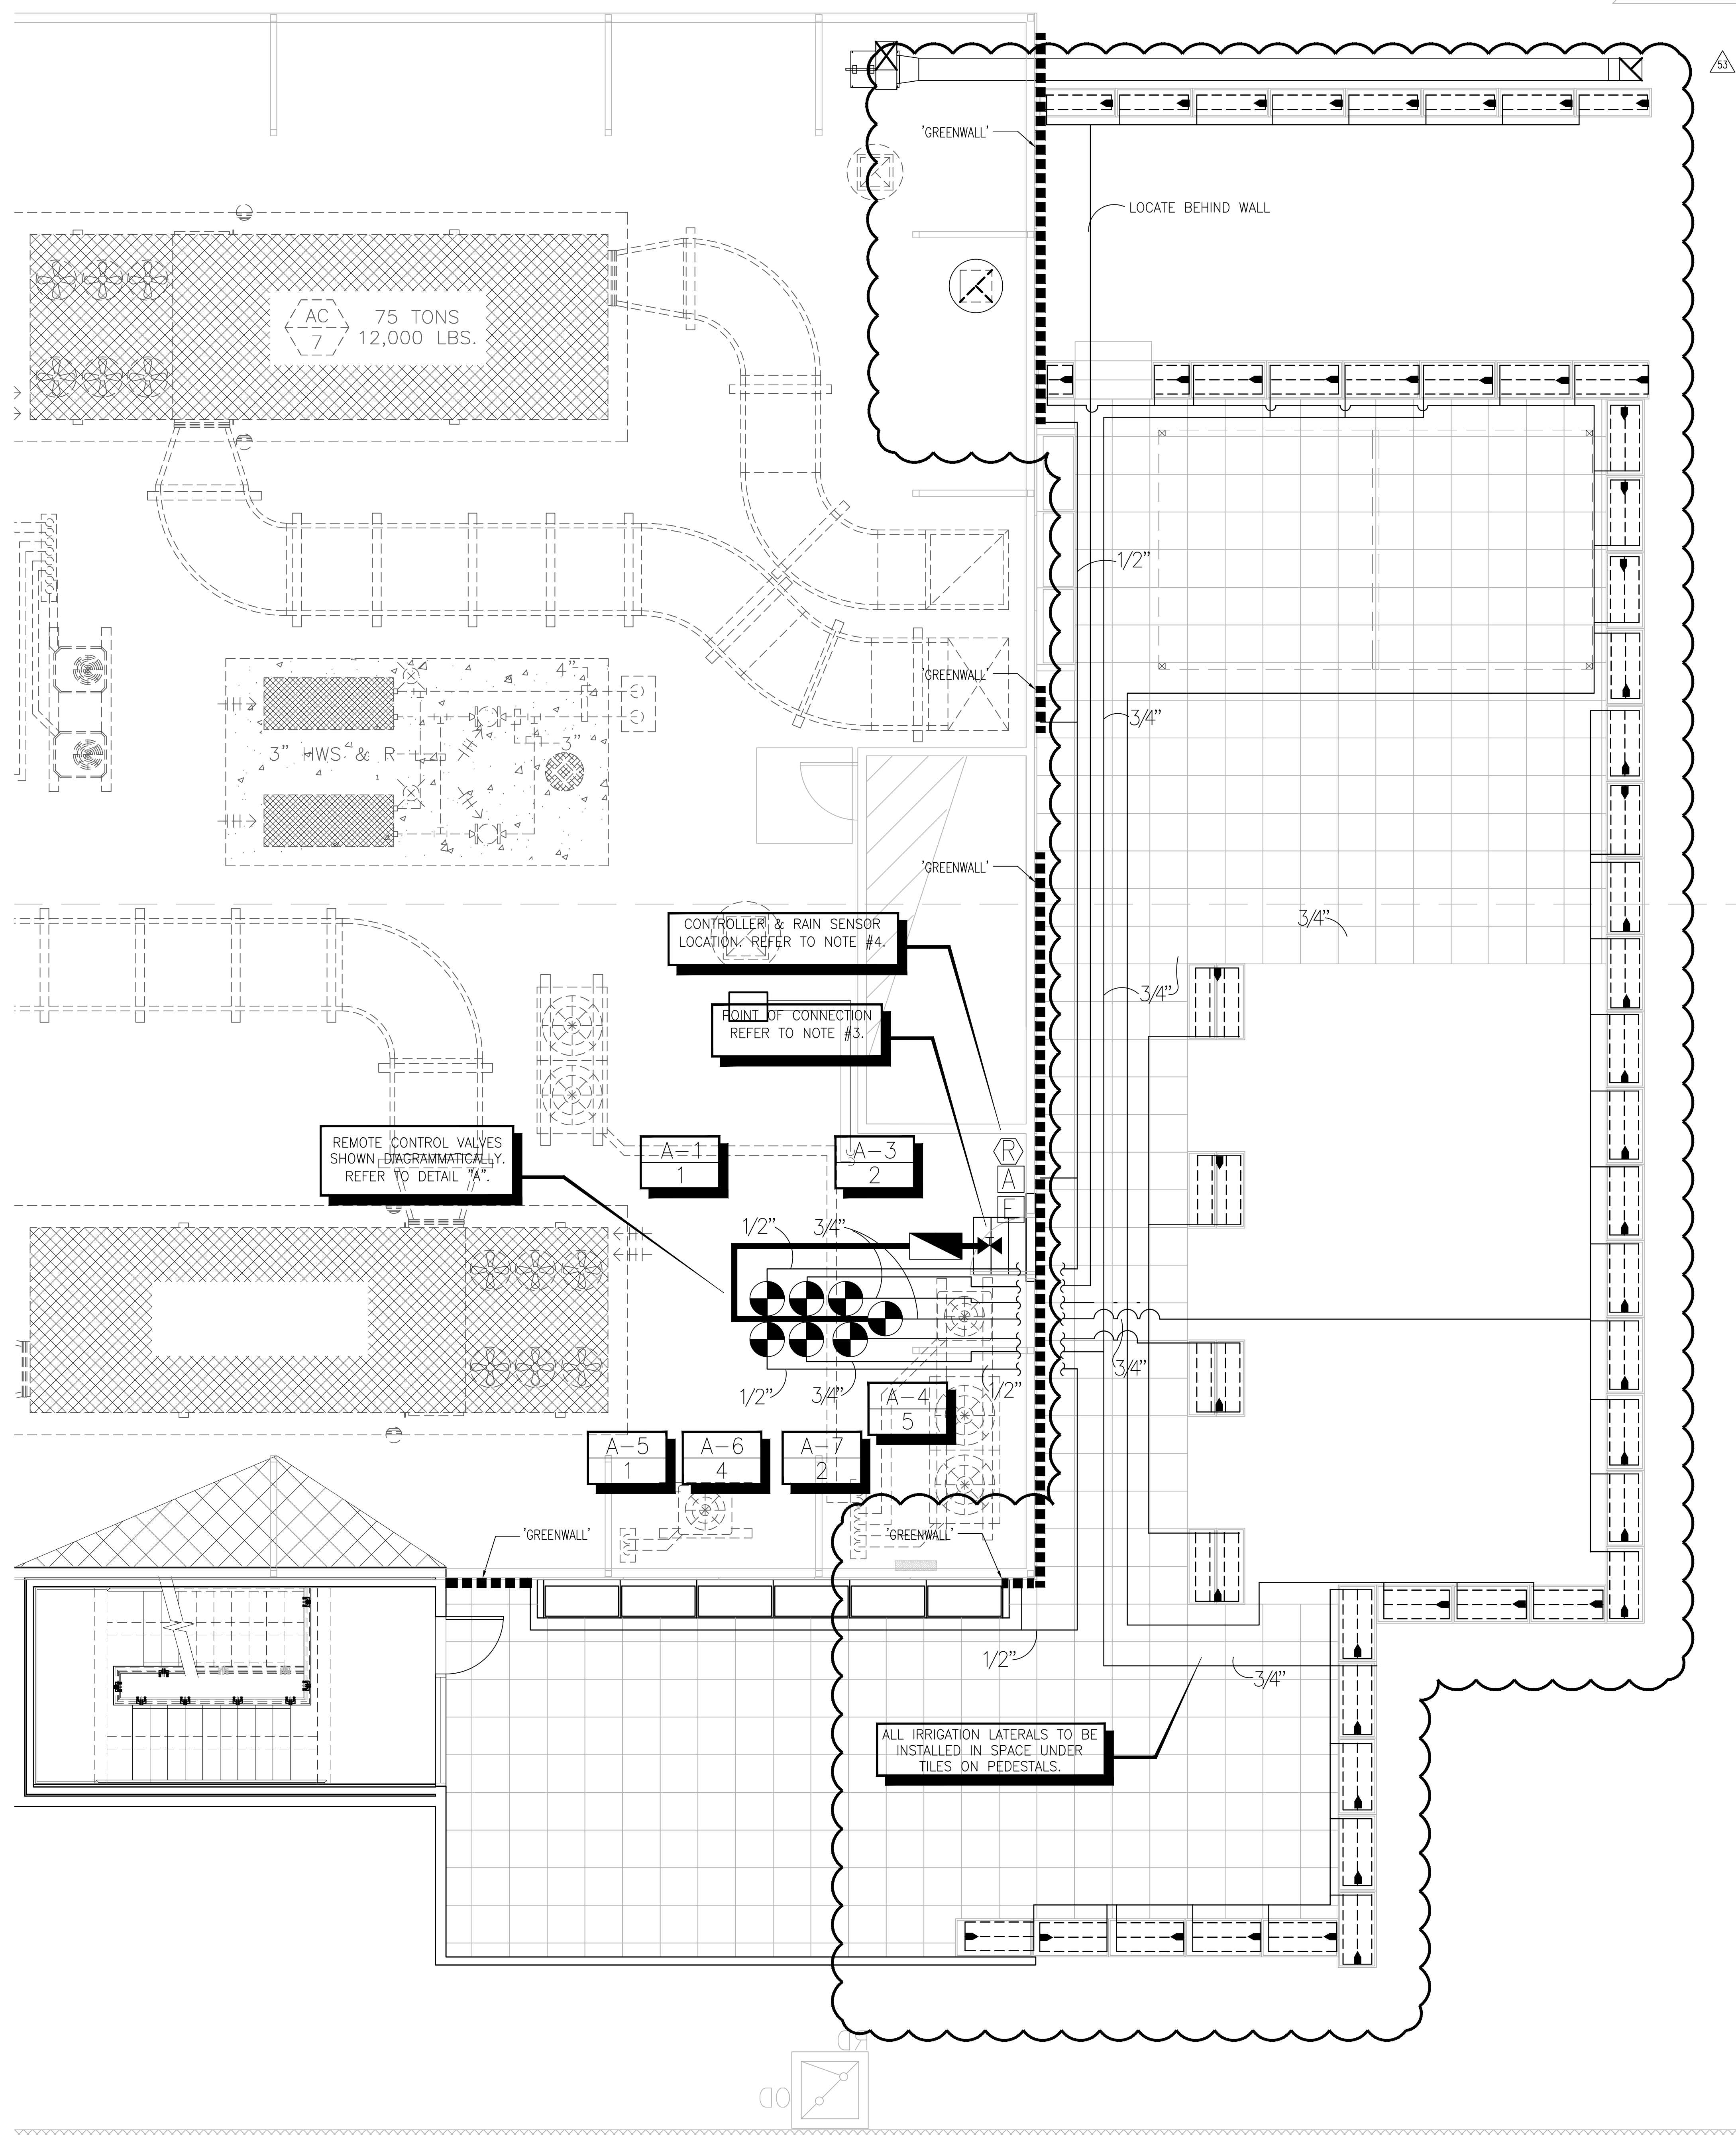 53
'GREENWALL'
LOCATE BEHIND WALL
AC
7
75 TONS
12,000 LBS.
1/2"
4"
'GREENWALL'
3/4"
3" HWS & R
3"
'GREENWALL'
CONTROLLER & RAIN SENSOR
LOCATION. REFER TO NOTE #4.
3/4"
3/4"
POINT OF CONNECTION
REFER TO NOTE #3.
REMOTE CONTROL VALVES
SHOWN DIAGRAMMATICALLY.
REFER TO DETAIL "A".
A-1
1
A-3
2
R
A
E
1/2"
3/4"
3/4"
1/2"
3/4"
1/2"
A-4
5
A-5
1
A-6
4
A-7
2
'GREENWALL'
'GREENWALL'
1/2"
3/4"
ALL IRRIGATION LATERALS TO BE
INSTALLED IN SPACE UNDER
TILES ON PEDESTALS.
RD
OD